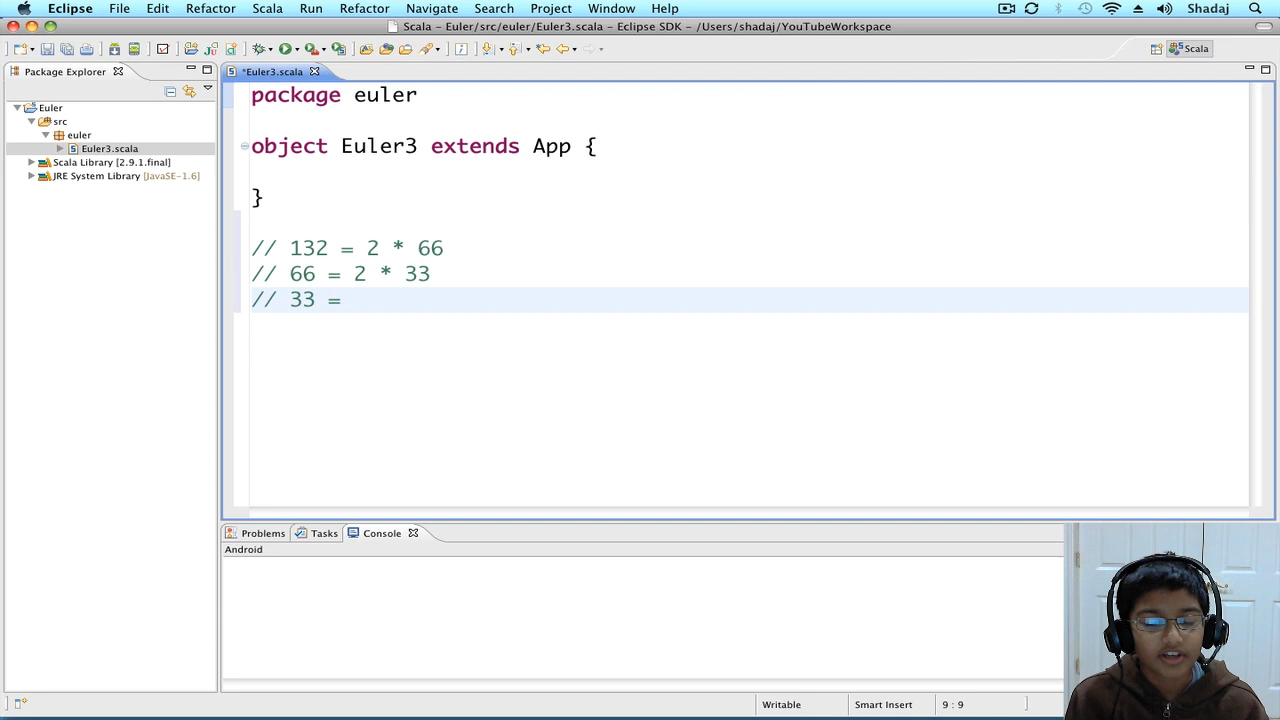 Eclipse File Edit Refactor Scala Run Refactor Navigate Search Project Window Help Shadaj
Scala – Euler/src/euler/Euler3.scala – Eclipse SDK – /Users/shadaj/YouTubeWorkspace
Scala
Package Explorer
*Euler3.scala
Euler
src
euler
Euler3.scala
Scala Library [2.9.1.final]
JRE System Library [JavaSE-1.6]
package euler
object Euler3 extends App {
}
// 132 = 2 * 66
// 66 = 2 * 33
// 33 =
Problems Tasks Console
Android
Writable Smart Insert 9 : 9